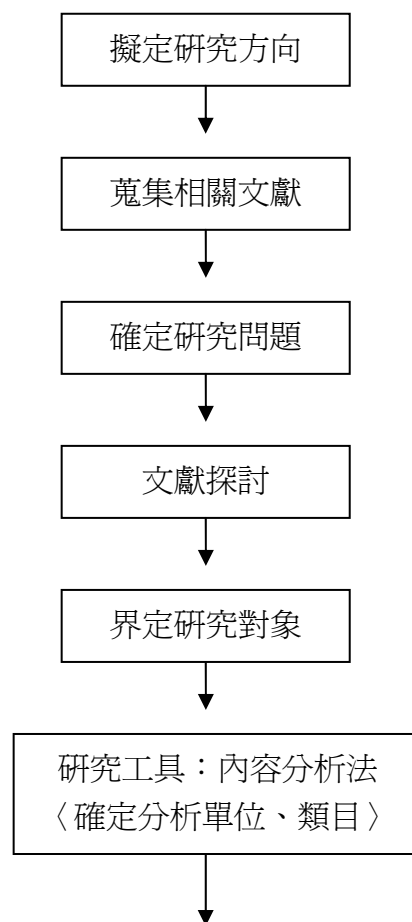 擬定研究方向
蒐集相關文獻
確定研究問題
文獻探討
界定研究對象
研究工具：內容分析法
〈確定分析單位、類目〉